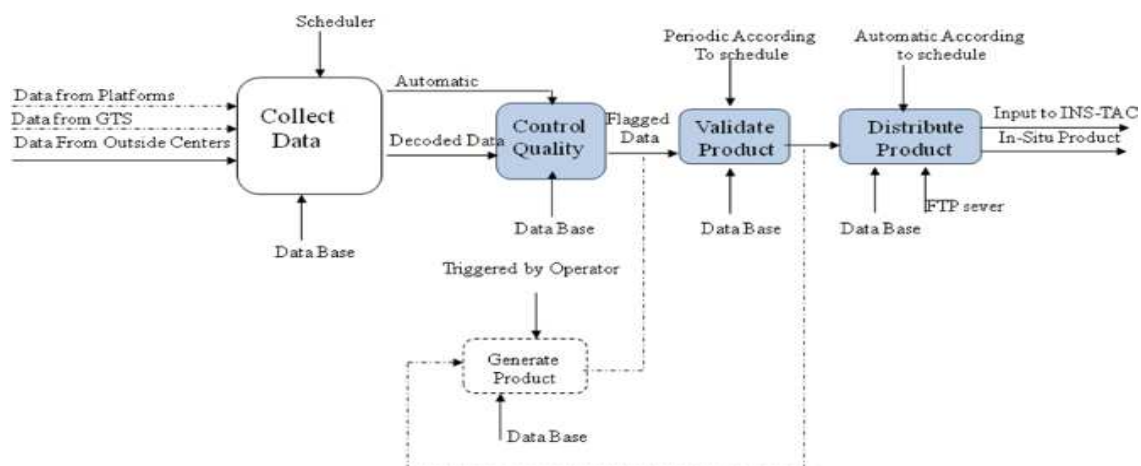 Scheduler
Periodic According
To schedule
Automatic According
to schedule
Data from Platforms
Data from GTS
Data From Outside Centers
Collect
Data
Automatic
Decoded Data
Control
Quality
Flagged
Data
Validate
Product
Distribute
Product
Input to INS-TAC
In-Situ Product
Data Base
Data Base
Data Base
Data Base
FTP sever
Triggered by Operator
Generate
Product
Data Base